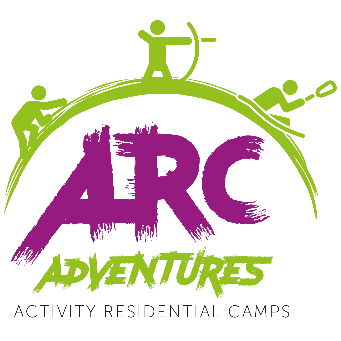 ARC
ADVENTURES
ACTIVITY RESIDENTIAL CAMPS